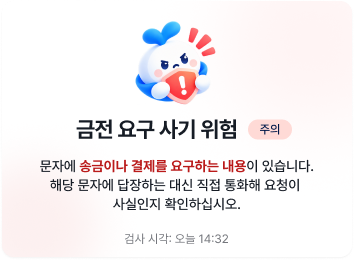 금전 요구 사기 위험 주의
문자에 송금이나 결제를 요구하는 내용이 있습니다.
해당 문자에 답장하는 대신 직접 통화해 요청이
사실인지 확인하십시오.
검사 시각: 오늘 14:32